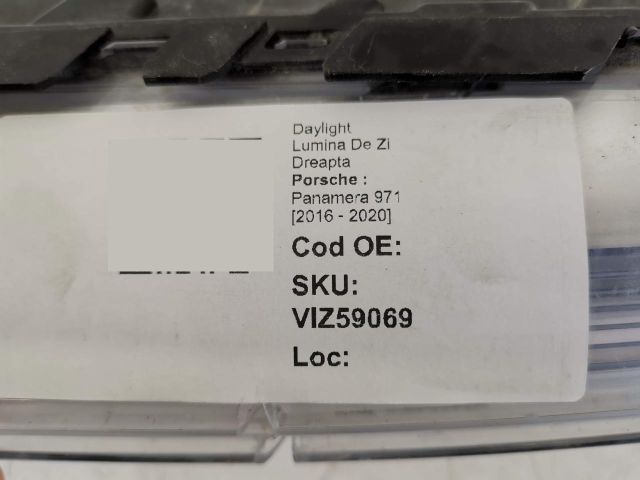 Daylight
Lumina De Zi
Dreapta
Porsche :
Panamera 971
[2016 - 2020]
Cod OE:
SKU:
VIZ59069
Loc: